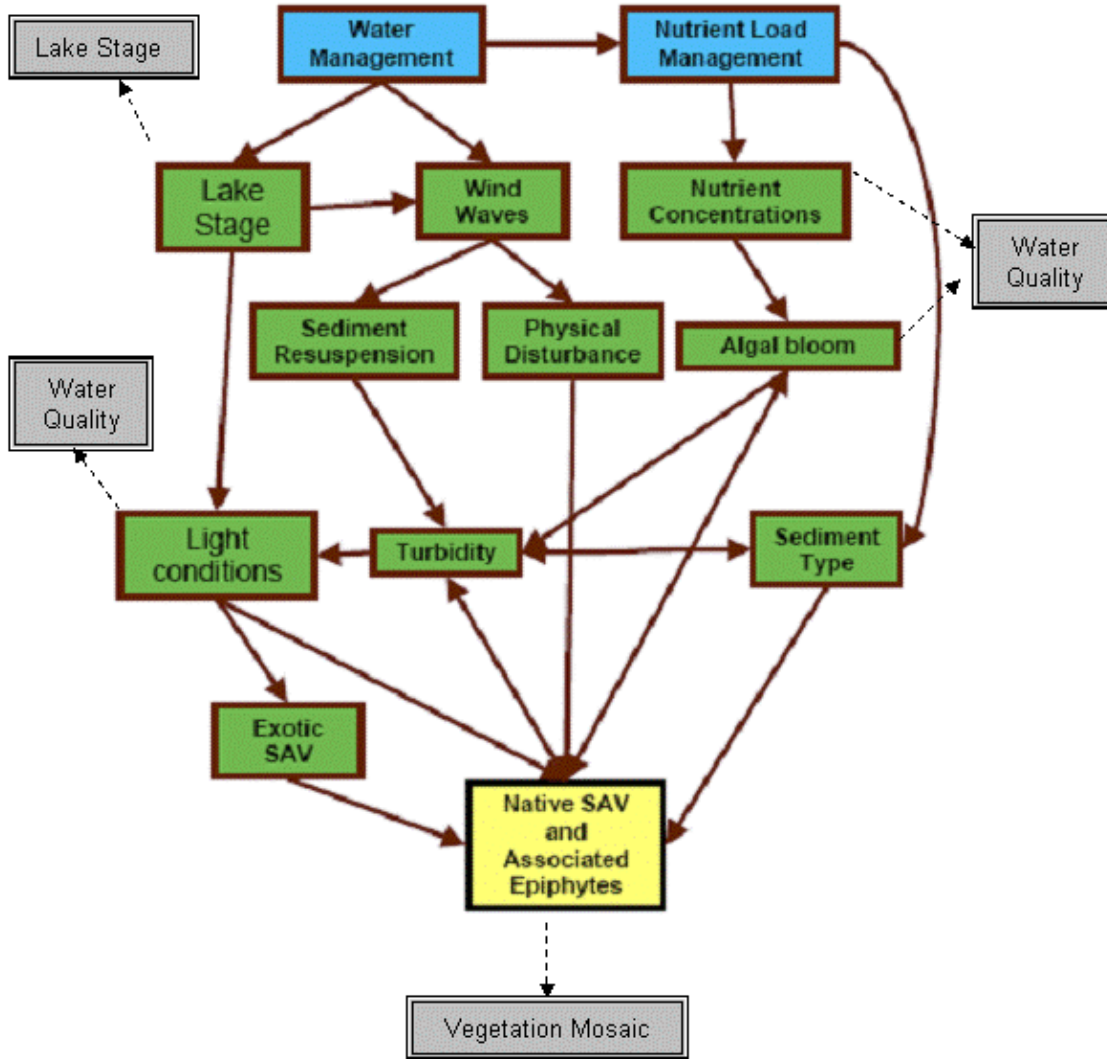 Lake Stage
Water
Management
Nutrient Load
Management
Lake
Stage
Wind
Waves
Nutrient
Concentrations
Water
Quality
Sediment
Resuspension
Physical
Disturbance
Algal bloom
Water
Quality
Light
conditions
Turbidity
Sediment
Type
Exotic
SAV
Native SAV
and
Associated
Epiphytes
Vegetation Mosaic